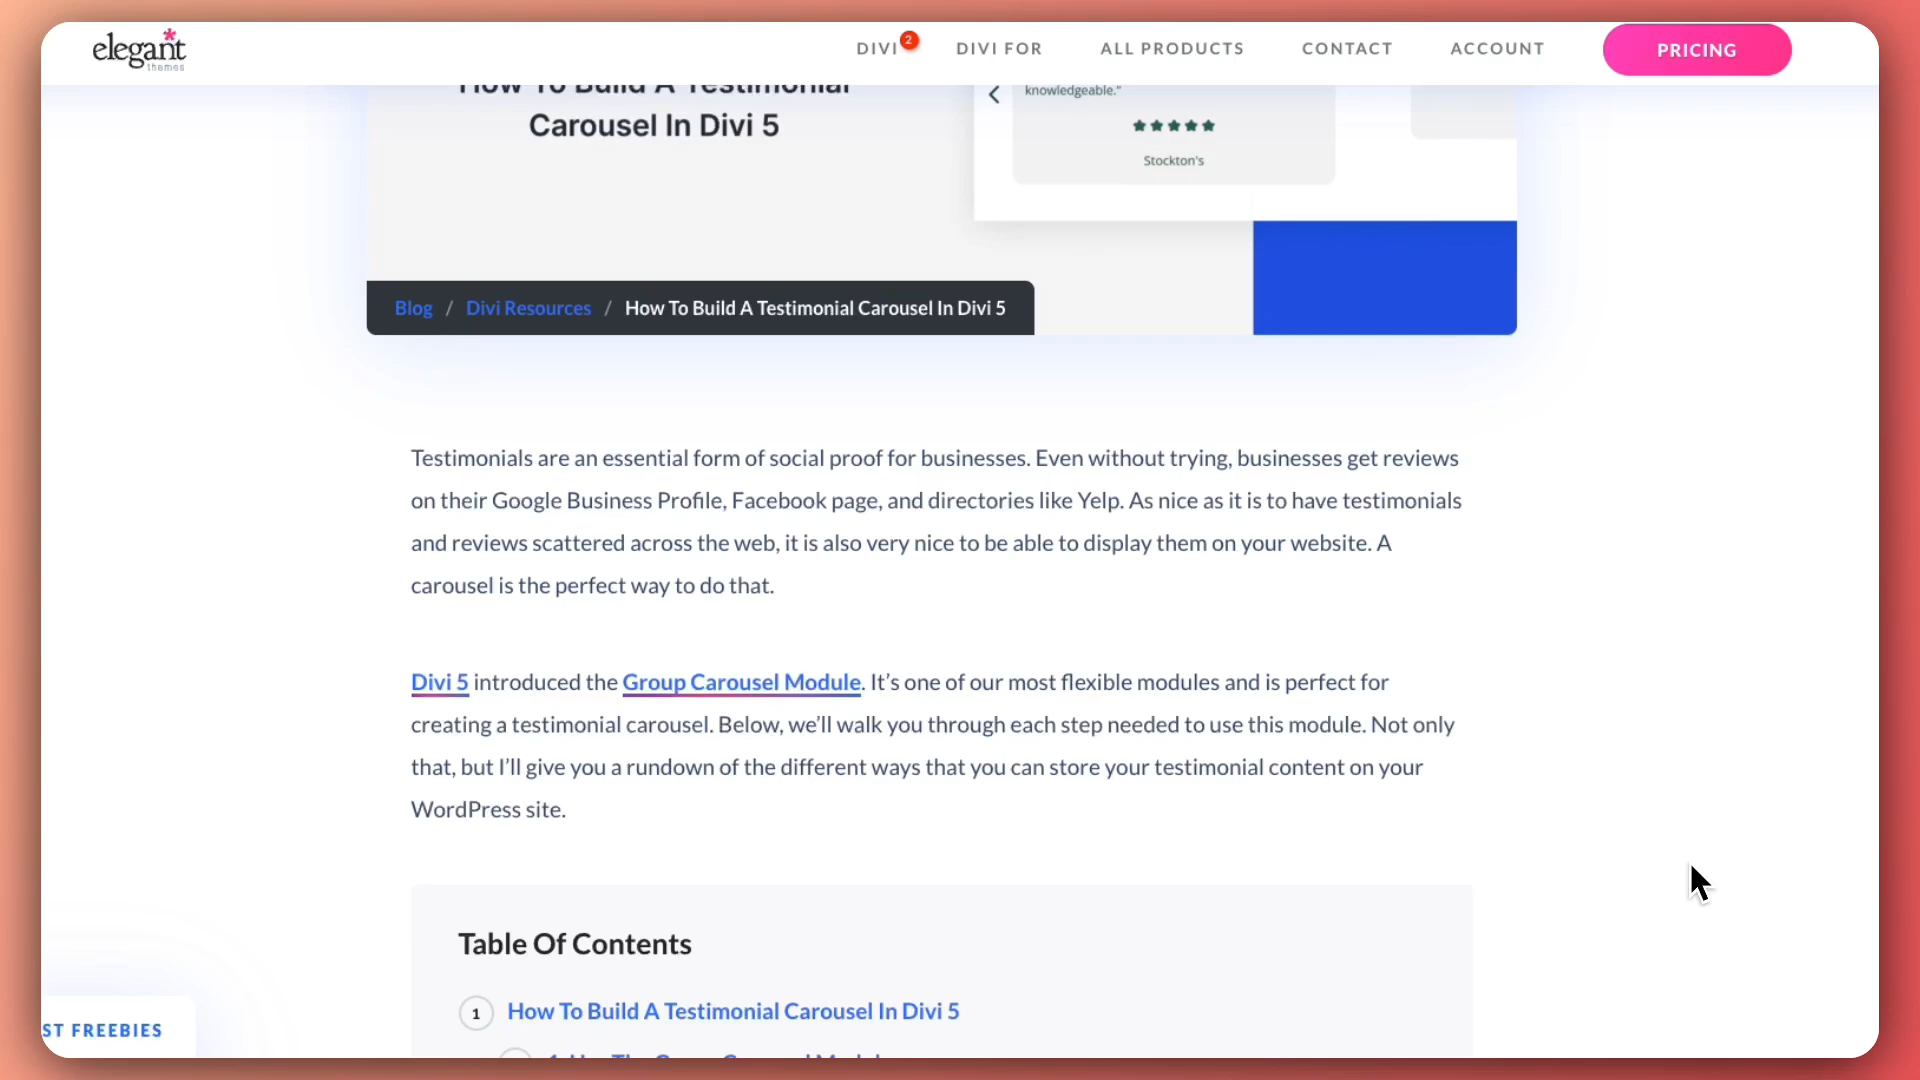 elegant
themes
DIVI 2
DIVI FOR
ALL PRODUCTS
CONTACT
ACCOUNT
PRICING
How To Build A Testimonial
Carousel In Divi 5
knowledgeable."
Stockton's
Blog / Divi Resources / How To Build A Testimonial Carousel In Divi 5
Testimonials are an essential form of social proof for businesses. Even without trying, businesses get reviews
on their Google Business Profile, Facebook page, and directories like Yelp. As nice as it is to have testimonials
and reviews scattered across the web, it is also very nice to be able to display them on your website. A
carousel is the perfect way to do that.
Divi 5 introduced the Group Carousel Module. It’s one of our most flexible modules and is perfect for
creating a testimonial carousel. Below, we’ll walk you through each step needed to use this module. Not only
that, but I’ll give you a rundown of the different ways that you can store your testimonial content on your
WordPress site.
Table Of Contents
1 How To Build A Testimonial Carousel In Divi 5
ST FREEBIES